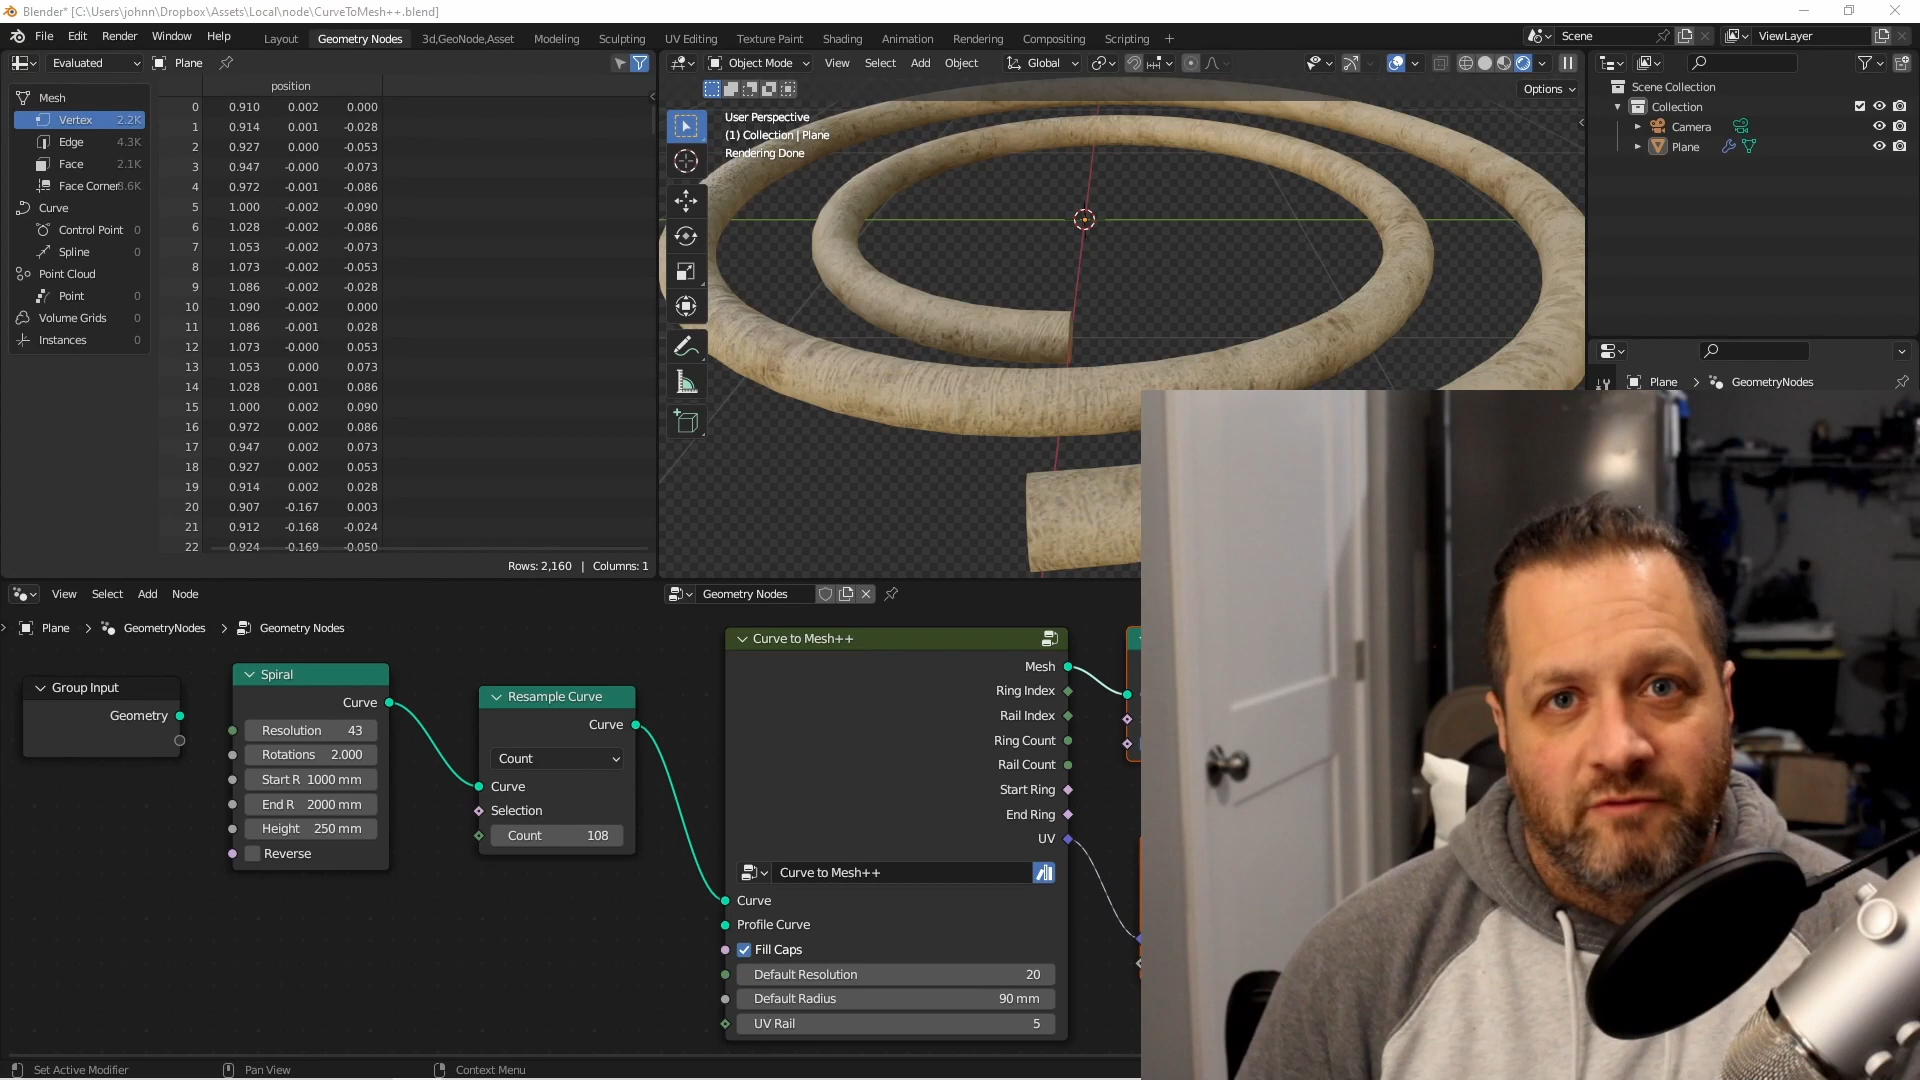 Blender* [C:\Users\johnn\Dropbox\Assets\Local\node\CurveToMesh++.blend]
File Edit Render Window Help
Layout Geometry Nodes 3d,GeoNode,Asset Modeling Sculpting UV Editing Texture Paint Shading Animation Rendering Compositing Scripting +
Scene ViewLayer
Evaluated Plane
Object Mode View Select Add Object Global
Options
position
Mesh
Vertex 2.2K
Edge 4.3K
Face 2.1K
Face Corner 8.6K
Curve
Control Point 0
Spline 0
Point Cloud
Point 0
Volume Grids 0
Instances 0
0 0.910 0.002 0.000
1 0.914 0.001 -0.028
2 0.927 0.000 -0.053
3 0.947 -0.000 -0.073
4 0.972 -0.001 -0.086
5 1.000 -0.002 -0.090
6 1.028 -0.002 -0.086
7 1.053 -0.002 -0.073
8 1.073 -0.002 -0.053
9 1.086 -0.002 -0.028
10 1.090 -0.002 0.000
11 1.086 -0.001 0.028
12 1.073 -0.000 0.053
13 1.053 0.000 0.073
14 1.028 0.001 0.086
15 1.000 0.002 0.090
16 0.972 0.002 0.086
17 0.947 0.002 0.073
18 0.927 0.002 0.053
19 0.914 0.002 0.028
20 0.907 -0.167 0.003
21 0.912 -0.168 -0.024
22 0.924 -0.169 -0.050
Rows: 2,160 | Columns: 1
User Perspective
(1) Collection | Plane
Rendering Done
Scene Collection
Collection
Camera
Plane
Plane > GeometryNodes
View Select Add Node
Geometry Nodes
Plane > GeometryNodes > Geometry Nodes
Group Input
Geometry
Spiral
Curve
Resolution 43
Rotations 2.000
Start R 1000 mm
End R 2000 mm
Height 250 mm
Reverse
Resample Curve
Curve
Count
Curve
Selection
Count 108
Curve to Mesh++
Mesh
Ring Index
Rail Index
Ring Count
Rail Count
Start Ring
End Ring
UV
Curve to Mesh++
Curve
Profile Curve
Fill Caps
Default Resolution 20
Default Radius 90 mm
UV Rail 5
Set Active Modifier Pan View Context Menu